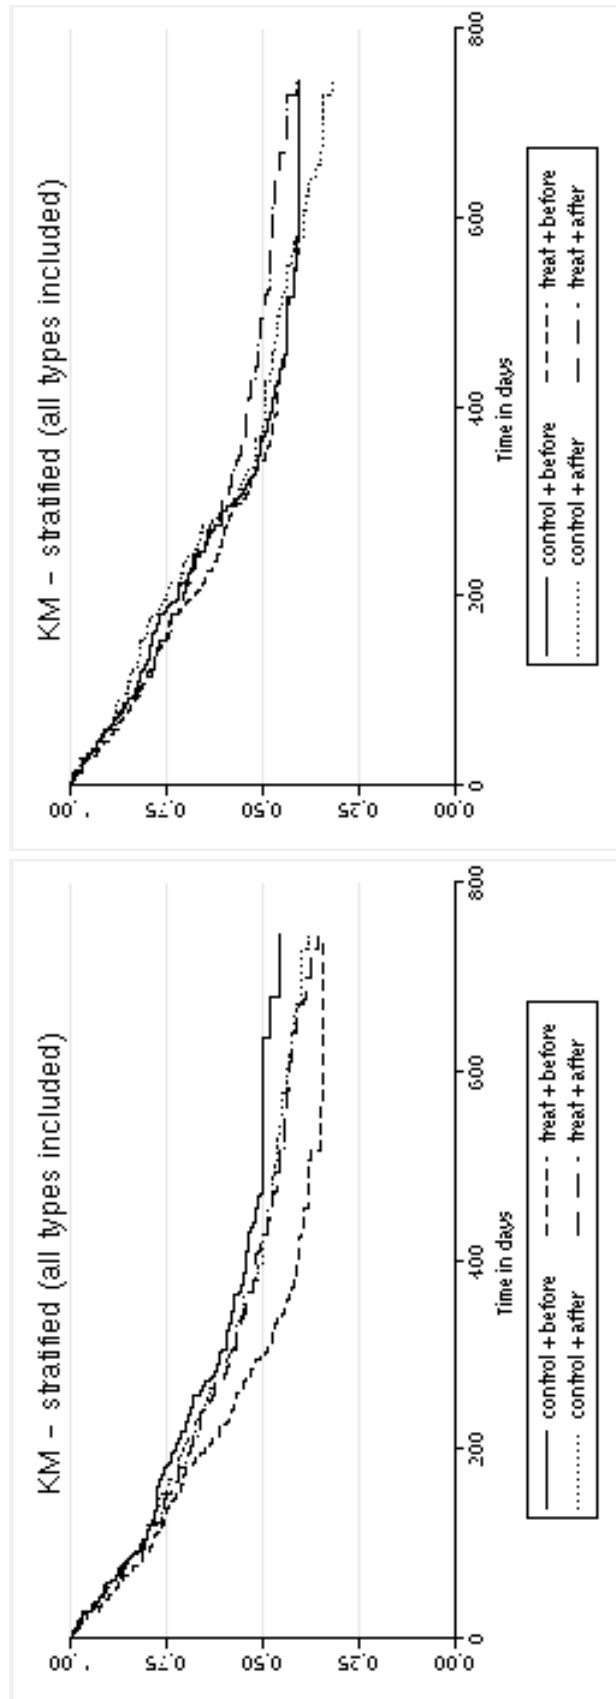 KM - stratified (all types included)
1.00
0.75
0.50
0.25
0.00
0 200 400 600 800
Time in days
control + before treat + before
control + after treat + after
KM - stratified (all types included)
1.00
0.75
0.50
0.25
0.00
0 200 400 600 800
Time in days
control + before treat + before
control + after treat + after